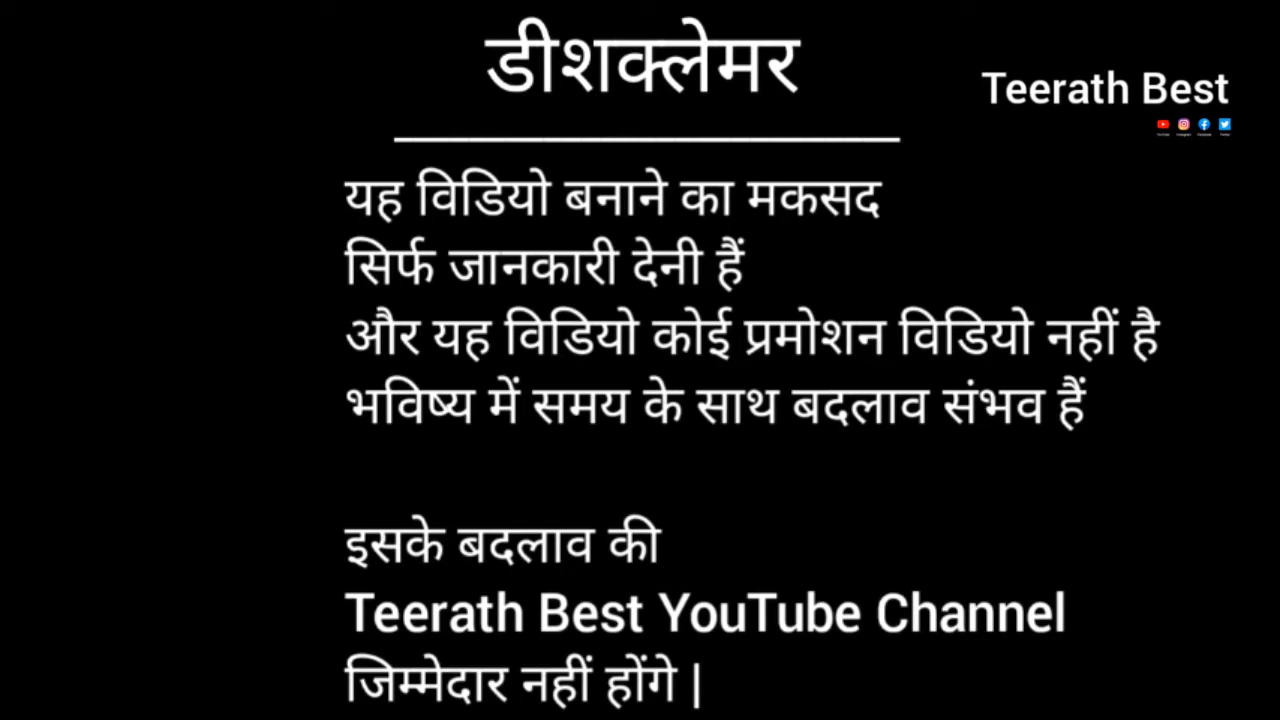 डीशक्लेमर
Teerath Best
यह विडियो बनाने का मकसद
सिर्फ जानकारी देनी हैं
और यह विडियो कोई प्रमोशन विडियो नहीं है
भविष्य में समय के साथ बदलाव संभव हैं
इसके बदलाव की
Teerath Best YouTube Channel
जिम्मेदार नहीं होंगे |